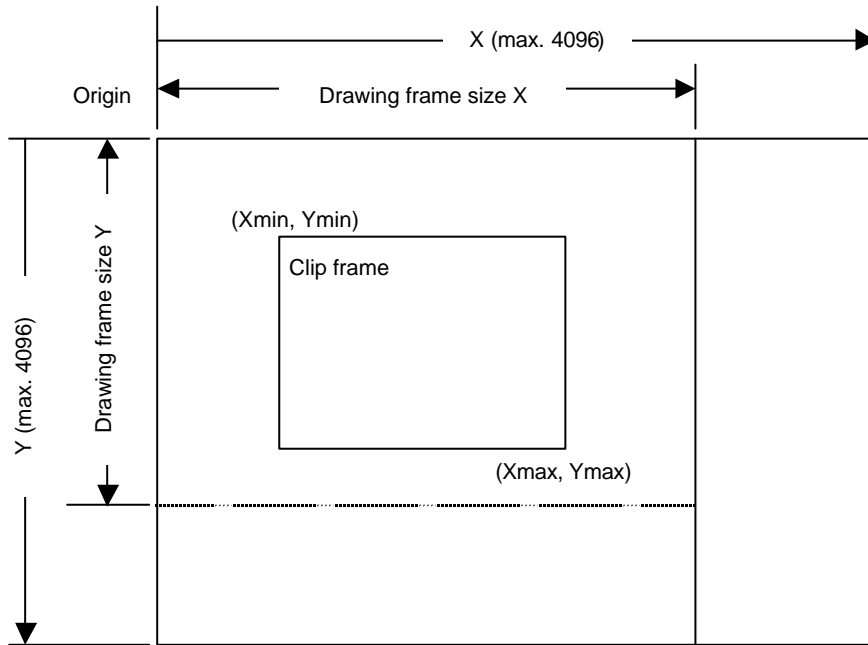 X (max. 4096)
Origin
Drawing frame size X
(Xmin, Ymin)
Clip frame
Drawing frame size Y
Y (max. 4096)
(Xmax, Ymax)